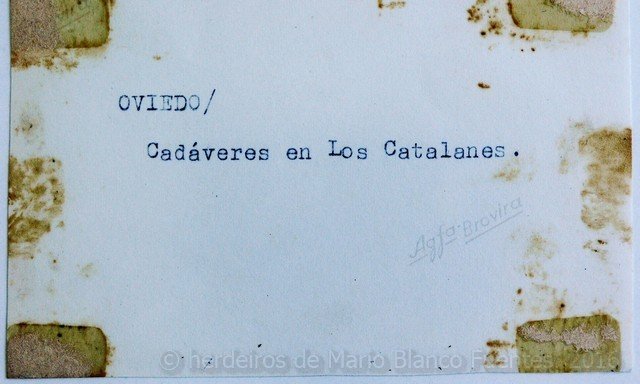 OVIEDO/
Cadáveres en Los Catalanes.
Agfa-Brovira
© herdeiros de Mario Blanco Fuentes, 2016